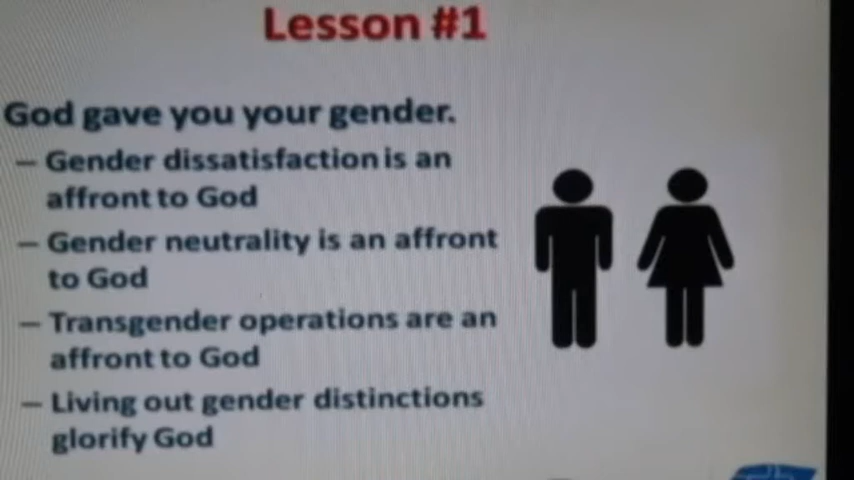 Lesson #1
God gave you your gender.
– Gender dissatisfaction is an
affront to God
– Gender neutrality is an affront
to God
– Transgender operations are an
affront to God
– Living out gender distinctions
glorify God